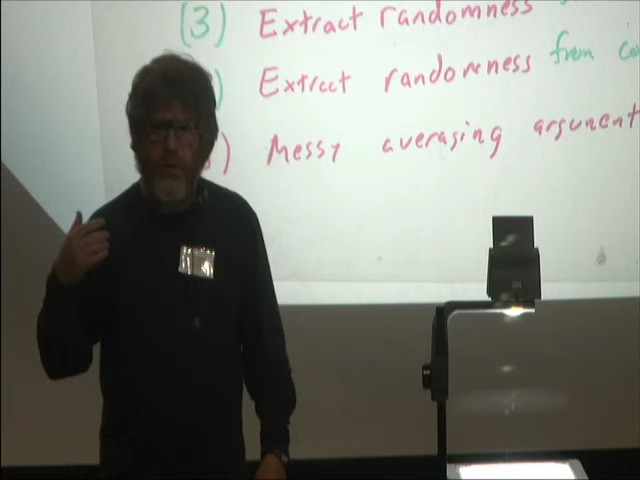 (3) Extract randomness
) Extract randomness from
) Messy averaging argument